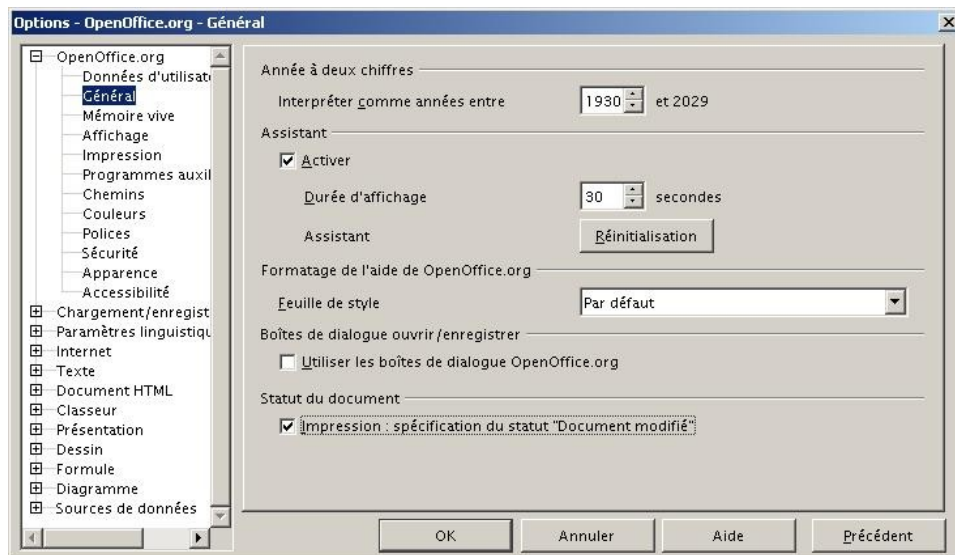 Options - OpenOffice.org - Général
OpenOffice.org
Données d'utilisat
Général
Mémoire vive
Affichage
Impression
Programmes auxil
Chemins
Couleurs
Polices
Sécurité
Apparence
Accessibilité
Chargement/enregist
Paramètres linguistiqu
Internet
Texte
Document HTML
Classeur
Présentation
Dessin
Formule
Diagramme
Sources de données
Année à deux chiffres
Interpréter comme années entre 1930 et 2029
Assistant
Activer
Durée d'affichage 30 secondes
Assistant Réinitialisation
Formatage de l'aide de OpenOffice.org
Feuille de style Par défaut
Boîtes de dialogue ouvrir/enregistrer
Utiliser les boîtes de dialogue OpenOffice.org
Statut du document
Impression : spécification du statut "Document modifié"
OK Annuler Aide Précédent